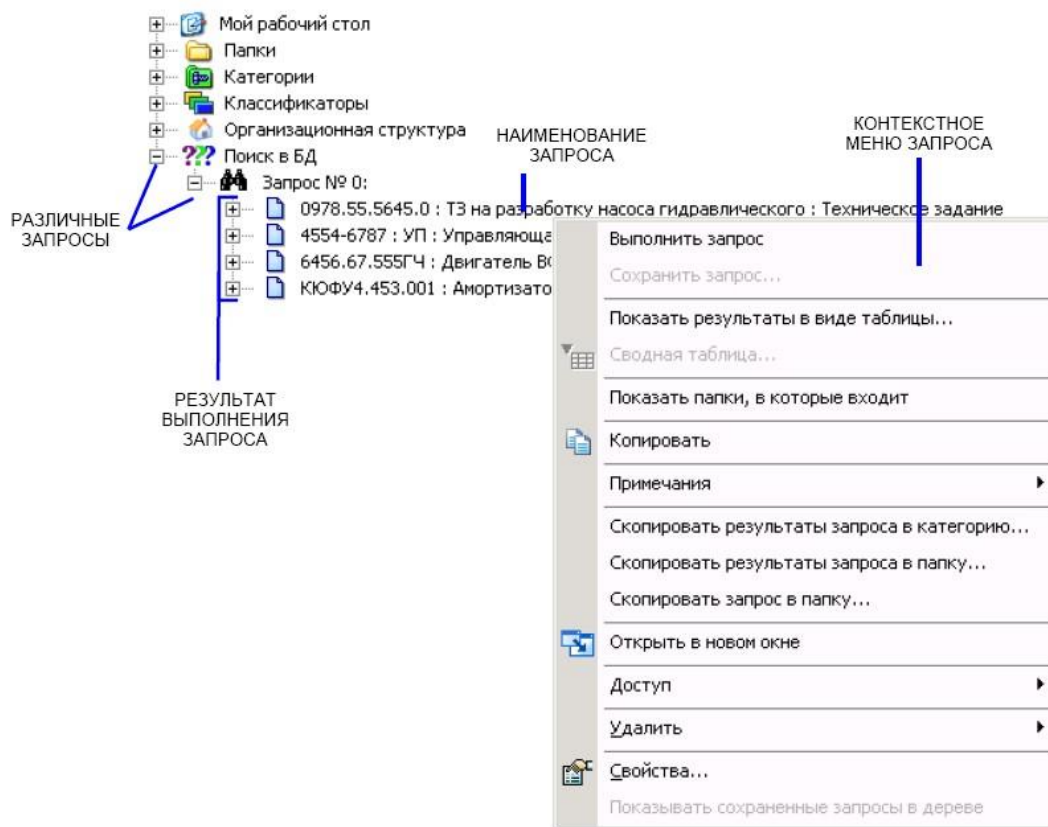 Мой рабочий стол
Папки
Категории
Классификаторы
Организационная структура
Поиск в БД
Запрос № 0:
0978.55.5645.0 : ТЗ на разработку насоса гидравлического : Техническое задание
4554-6787 : УП : Управляюща
6456.67.555ГЧ : Двигатель
КЮФУ4.453.001 : Амортизато
НАИМЕНОВАНИЕ
ЗАПРОСА
КОНТЕКСТНОЕ
МЕНЮ ЗАПРОСА
РАЗЛИЧНЫЕ
ЗАПРОСЫ
РЕЗУЛЬТАТ
ВЫПОЛНЕНИЯ
ЗАПРОСА
Выполнить запрос
Сохранить запрос...
Показать результаты в виде таблицы...
Сводная таблица...
Показать папки, в которые входит
Копировать
Примечания
Скопировать результаты запроса в категорию...
Скопировать результаты запроса в папку...
Скопировать запрос в папку...
Открыть в новом окне
Доступ
Удалить
Свойства...
Показывать сохраненные запросы в дереве